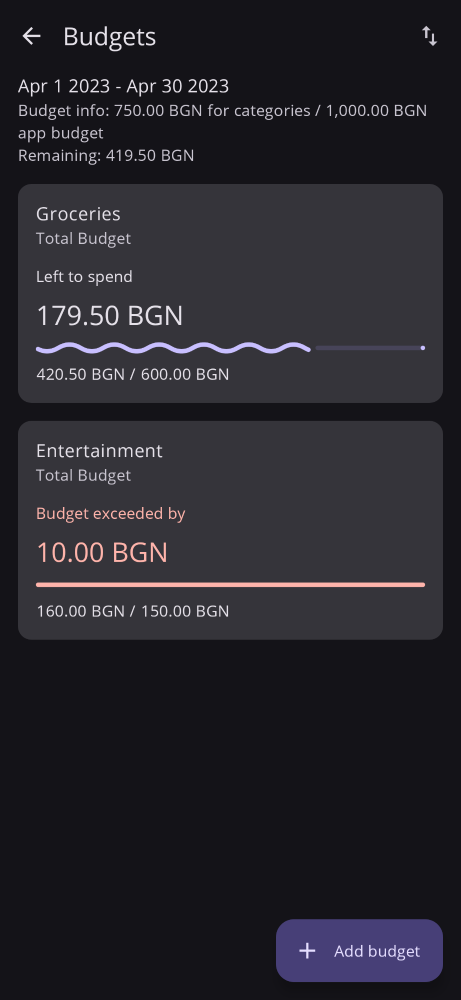 Budgets
Apr 1 2023 - Apr 30 2023
Budget info: 750.00 BGN for categories / 1,000.00 BGN
app budget
Remaining: 419.50 BGN
Groceries
Total Budget
Left to spend
179.50 BGN
420.50 BGN / 600.00 BGN
Entertainment
Total Budget
Budget exceeded by
10.00 BGN
160.00 BGN / 150.00 BGN
Add budget